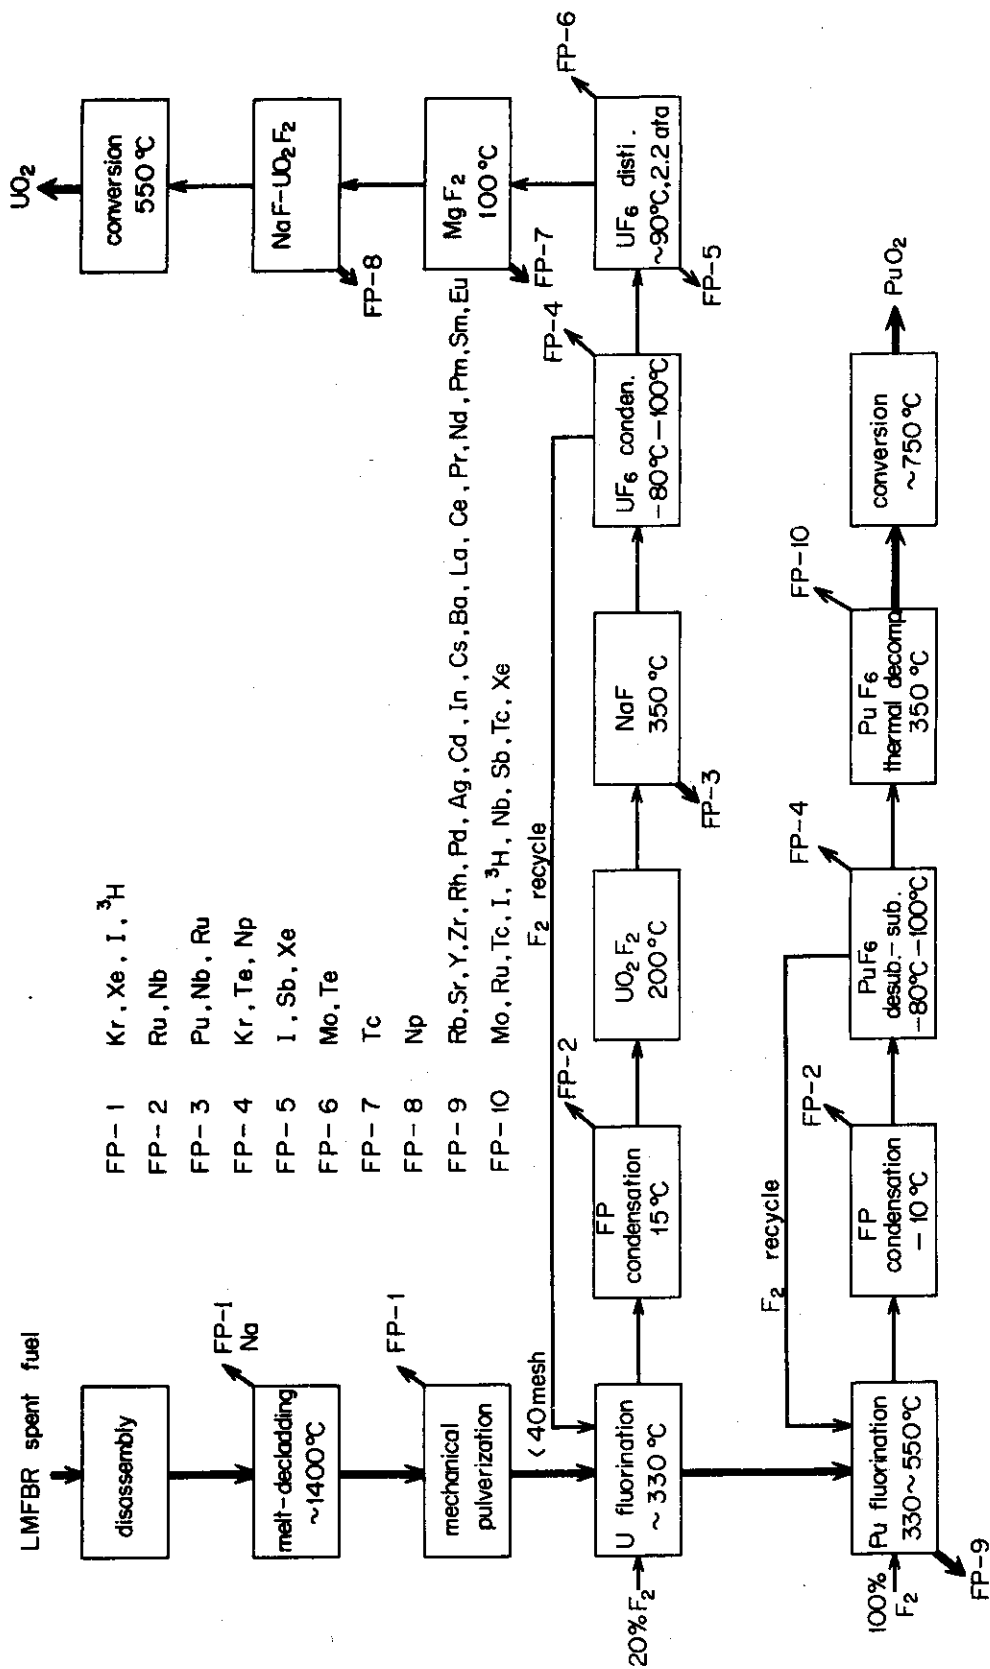 LMFBR spent fuel
disassembly
melt-decladding
~1400℃
FP-1
Na
mechanical
pulverization
FP-1
<40mesh
FP-1 Kr, Xe, I, ³H
FP-2 Ru, Nb
FP-3 Pu, Nb, Ru
FP-4 Kr, Te, Np
FP-5 I, Sb, Xe
FP-6 Mo, Te
FP-7 Tc
FP-8 Np
FP-9 Rb, Sr, Y, Zr, Rh, Pd, Ag, Cd, In, Cs, Ba, La, Ce, Pr, Nd, Pm, Sm, Eu
FP-10 Mo, Ru, Tc, I, ³H, Nb, Sb, Tc, Xe
UO₂
conversion
550℃
NaF-UO₂F₂
FP-8
MgF₂
100℃
FP-7
F₂ recycle
20%F₂
U fluorination
~330℃
FP
condensation
15℃
FP-2
UO₂F₂
200℃
NaF
350℃
FP-3
UF₆ conden.
-80℃-100℃
FP-4
UF₆ disti.
~90℃, 2.2 ata
FP-5
FP-6
F₂ recycle
100%
F₂
Pu fluorination
330~550℃
FP-9
FP
condensation
-10℃
FP-2
PuF₆
desub.-sub.
-80℃-100℃
FP-4
PuF₆
thermal decomp
350℃
FP-10
conversion
~750℃
PuO₂